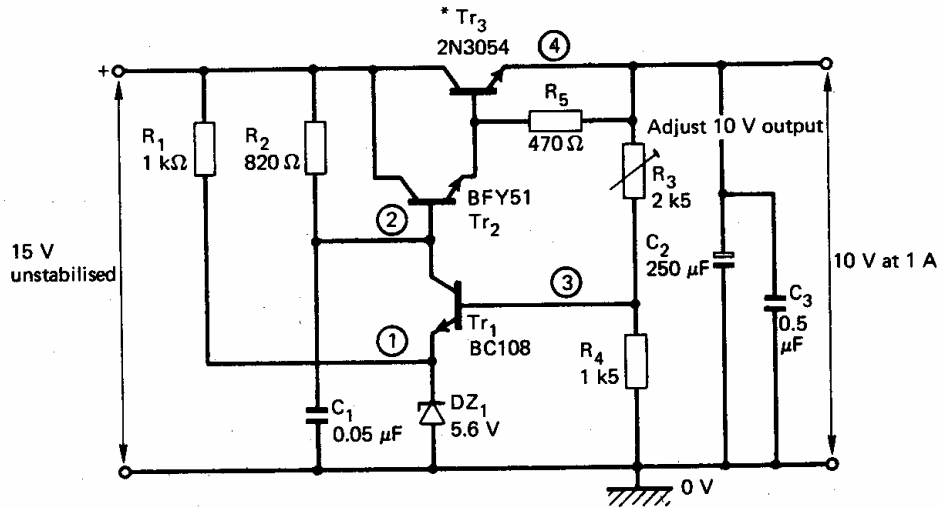 * Tr3
2N3054
4
+
R1
1 kΩ
R2
820 Ω
R5
470 Ω
Adjust 10 V output
R3
2 k5
BFY51
Tr2
2
15 V
unstabilised
C2
250 µF
10 V at 1 A
3
Tr1
BC108
1
C3
0.5
µF
R4
1 k5
C1
0.05 µF
DZ1
5.6 V
0 V